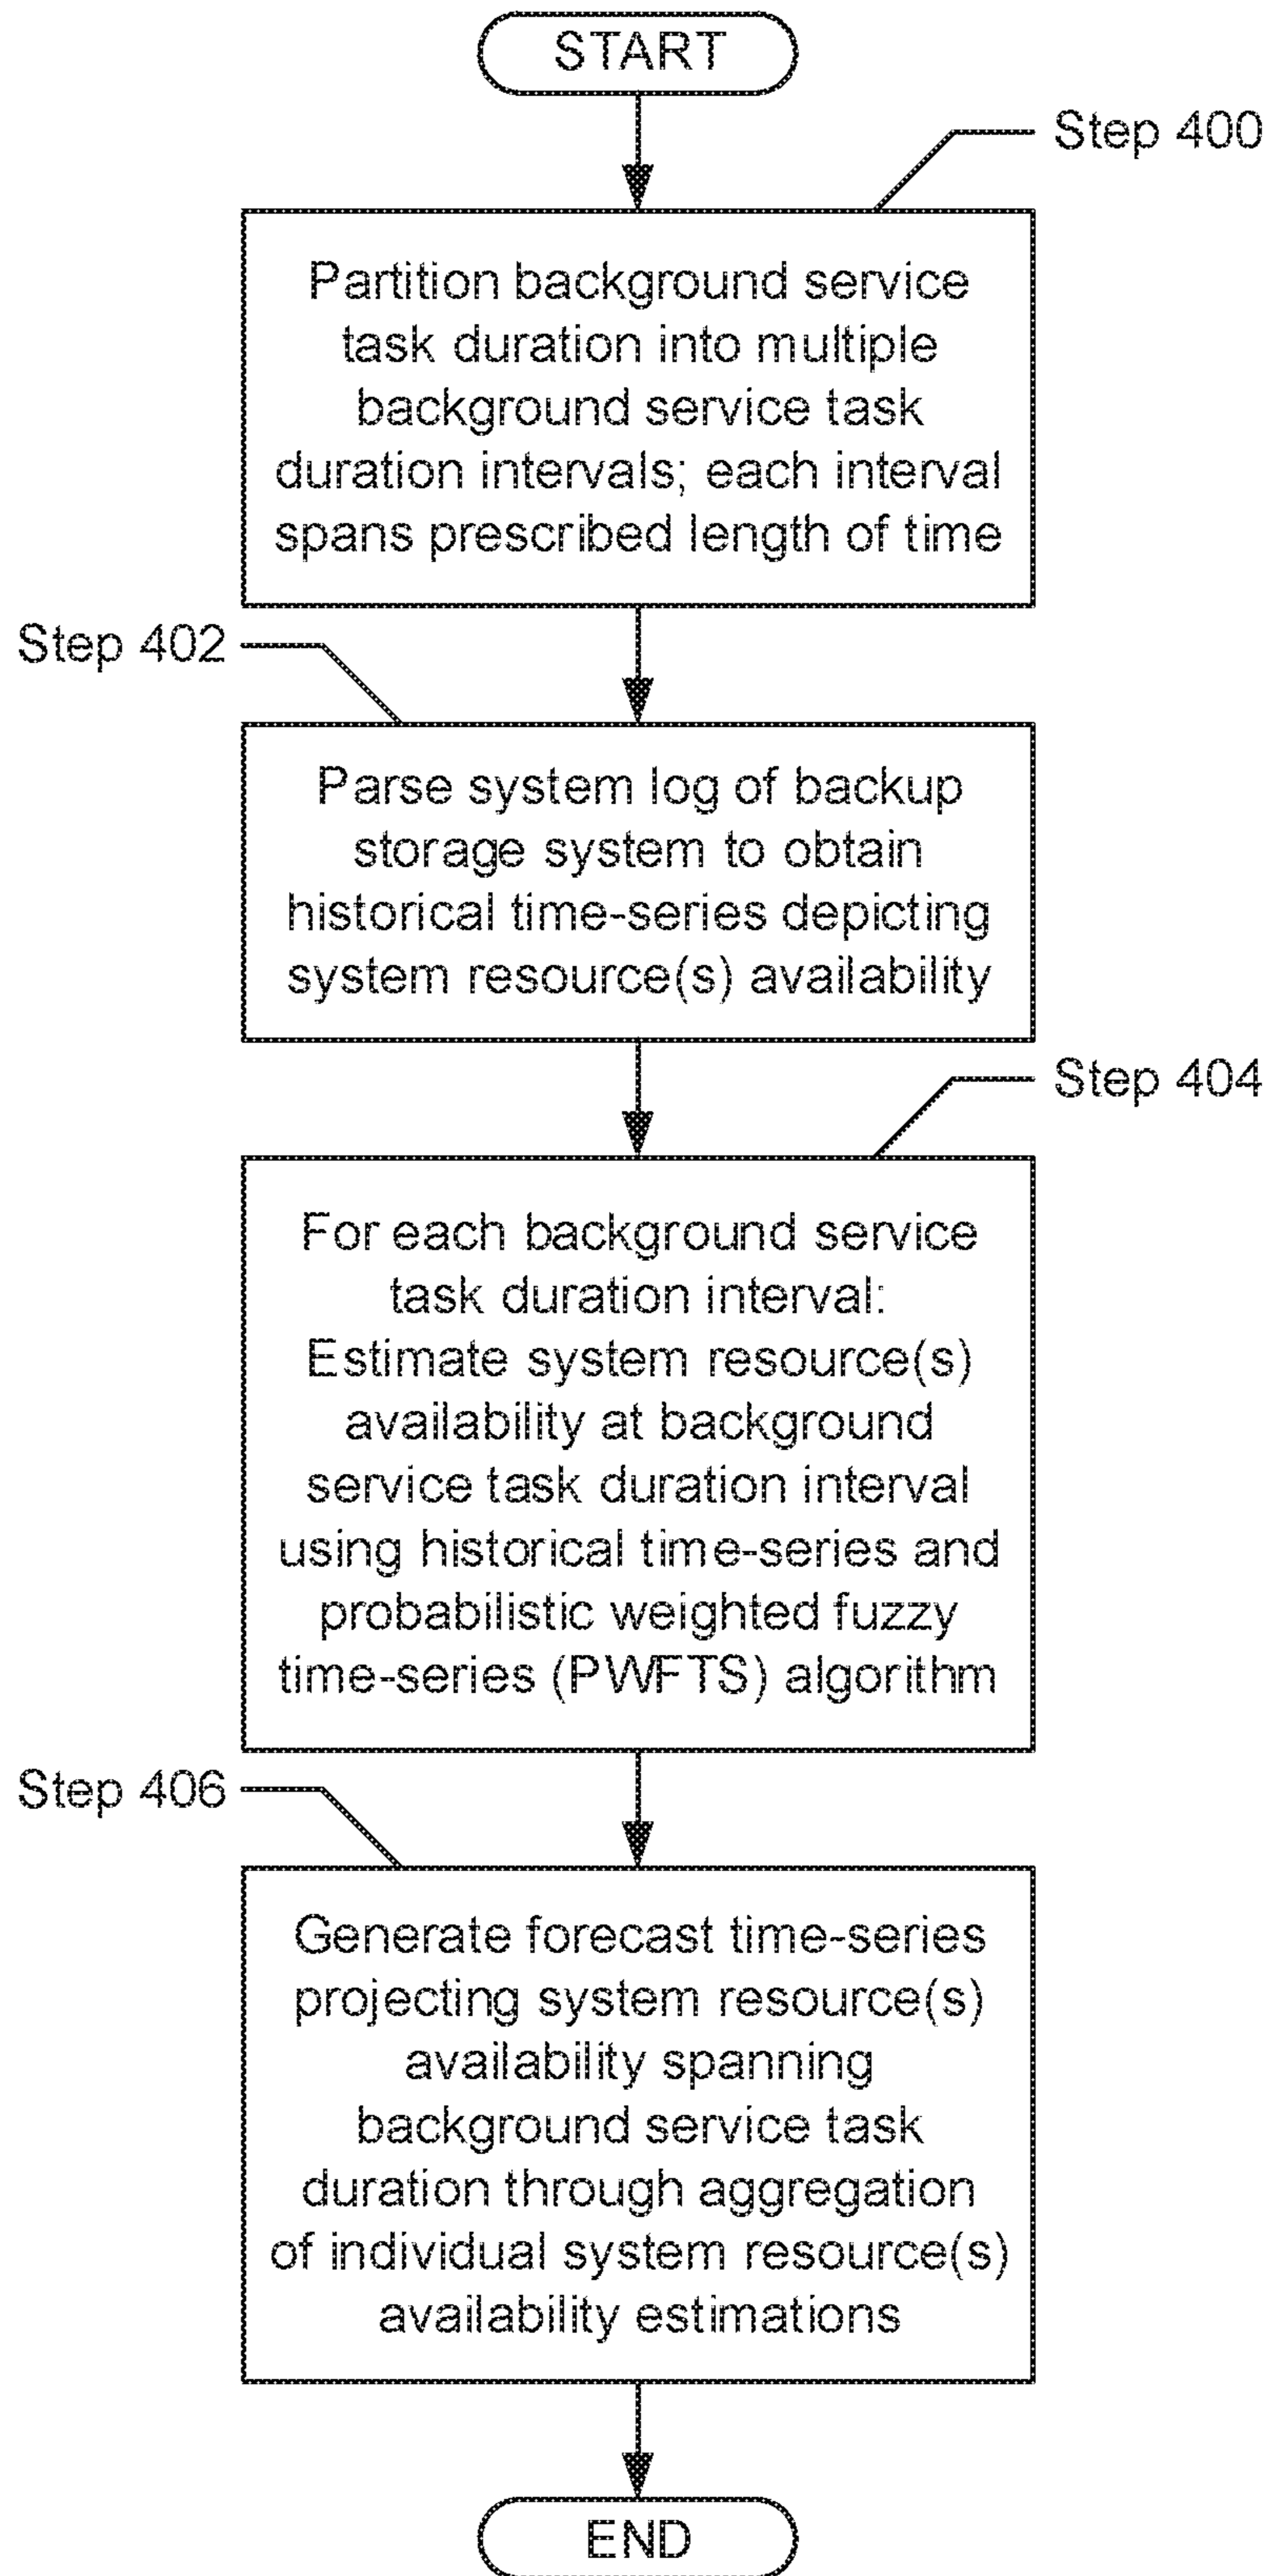 START
Step 400
Partition background service
task duration into multiple
background service task
duration intervals; each interval
spans prescribed length of time
Step 402
Parse system log of backup
storage system to obtain
historical time-series depicting
system resource(s) availability
Step 404
For each background service
task duration interval:
Estimate system resource(s)
availability at background
service task duration interval
using historical time-series and
probabilistic weighted fuzzy
time-series (PWFTS) algorithm
Step 406
Generate forecast time-series
projecting system resource(s)
availability spanning
background service task
duration through aggregation
of individual system resource(s)
availability estimations
END